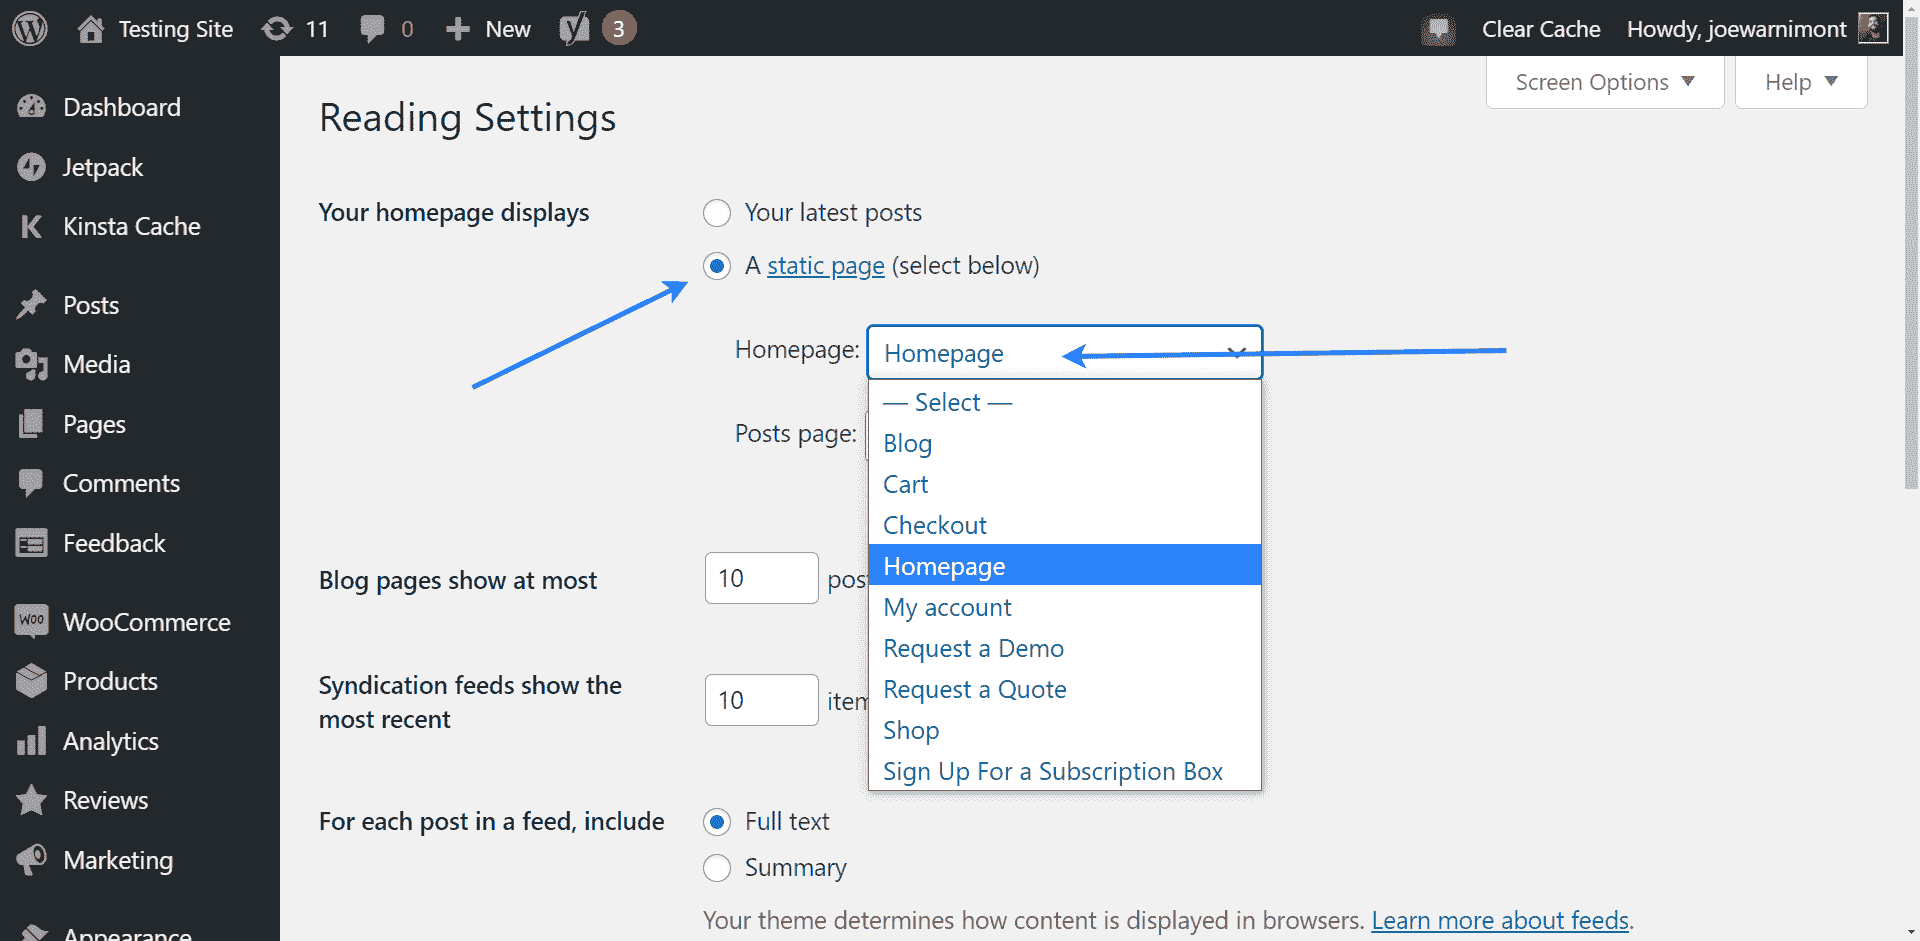 Testing Site 11 0 New 3 Clear Cache Howdy, joewarnimont
Screen Options Help
Dashboard
Jetpack
Kinsta Cache
Posts
Media
Pages
Comments
Feedback
WOO WooCommerce
Products
Analytics
Reviews
Marketing
Appearance
Reading Settings
Your homepage displays
Your latest posts
A static page (select below)
Homepage: Homepage
— Select —
Blog
Cart
Checkout
Homepage
My account
Request a Demo
Request a Quote
Shop
Sign Up For a Subscription Box
Posts page:
Blog pages show at most 10 pos
Syndication feeds show the
most recent
10 item
For each post in a feed, include
Full text
Summary
Your theme determines how content is displayed in browsers. Learn more about feeds.